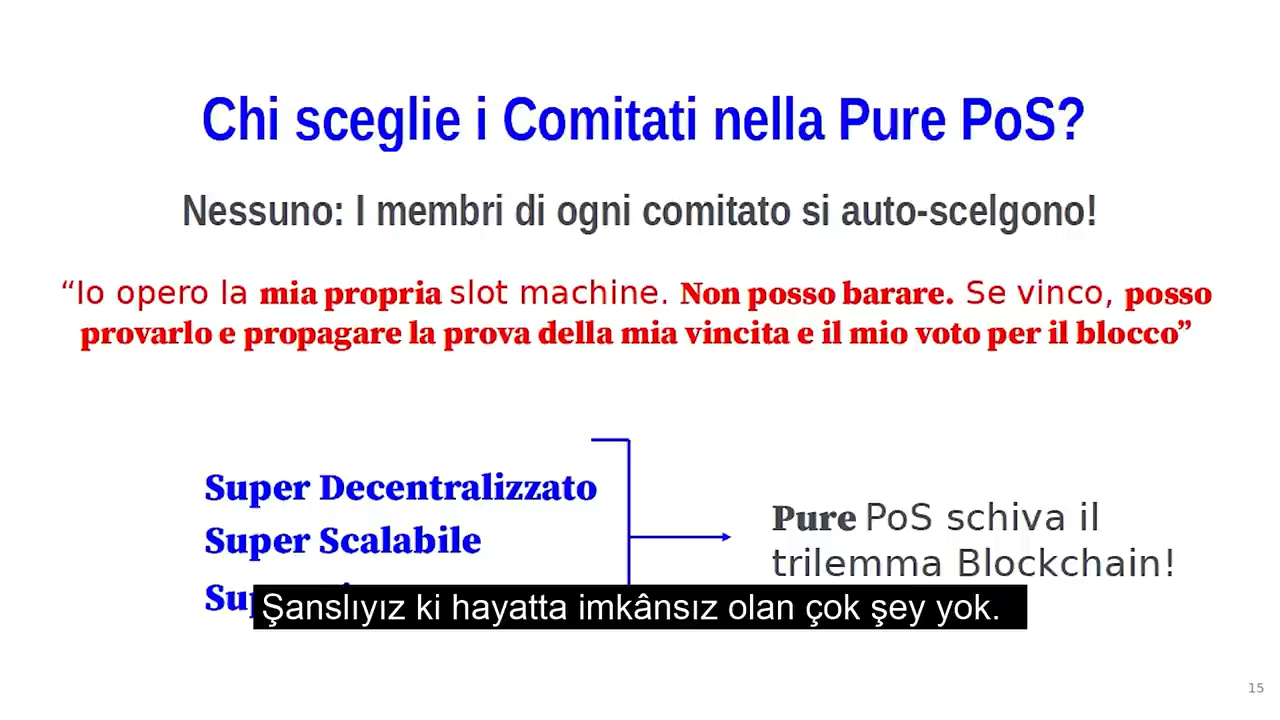 Chi sceglie i Comitati nella Pure PoS?
Nessuno: I membri di ogni comitato si auto-scelgono!
“Io opero la mia propria slot machine. Non posso barare. Se vinco, posso
provarlo e propagare la prova della mia vincita e il mio voto per il blocco”
Super Decentralizzato
Super Scalabile
Pure PoS schiva il
trilemma Blockchain!
Şanslıyız ki hayatta imkânsız olan çok şey yok.
15